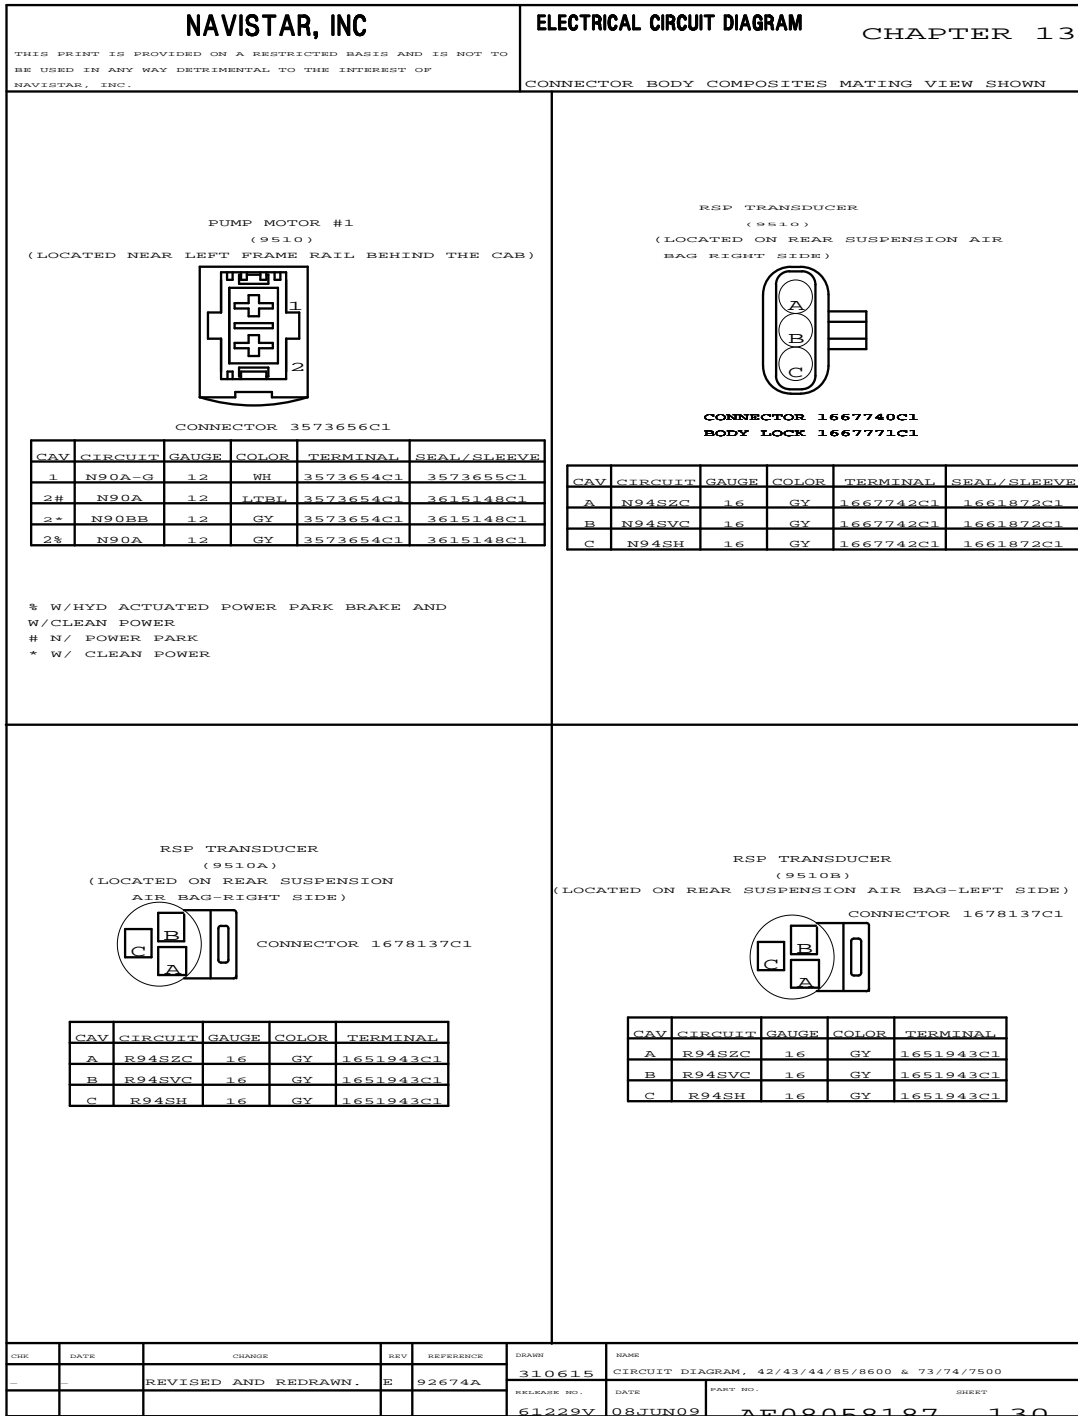 NAVISTAR, INC
THIS PRINT IS PROVIDED ON A RESTRICTED BASIS AND IS NOT TO
BE USED IN ANY WAY DETRIMENTAL TO THE INTEREST OF
NAVISTAR, INC.
ELECTRICAL CIRCUIT DIAGRAM
CHAPTER 13
CONNECTOR BODY COMPOSITES MATING VIEW SHOWN
PUMP MOTOR #1
(9510)
(LOCATED NEAR LEFT FRAME RAIL BEHIND THE CAB)
1
2
CONNECTOR 3573656C1
CAV CIRCUIT GAUGE COLOR TERMINAL SEAL/SLEEVE
1 N90A-G 12 WH 3573654C1 3573655C1
2# N90A 12 LTBL 3573654C1 3615148C1
2* N90BB 12 GY 3573654C1 3615148C1
2% N90A 12 GY 3573654C1 3615148C1
% W/HYD ACTUATED POWER PARK BRAKE AND
W/CLEAN POWER
# N/ POWER PARK
* W/ CLEAN POWER
RSP TRANSDUCER
(9510)
(LOCATED ON REAR SUSPENSION AIR
BAG RIGHT SIDE)
A
B
C
CONNECTOR 1667740C1
BODY LOCK 1667771C1
CAV CIRCUIT GAUGE COLOR TERMINAL SEAL/SLEEVE
A N94SZC 16 GY 1667742C1 1661872C1
B N94SVC 16 GY 1667742C1 1661872C1
C N94SH 16 GY 1667742C1 1661872C1
RSP TRANSDUCER
(9510A)
(LOCATED ON REAR SUSPENSION
AIR BAG-RIGHT SIDE)
B
C
A
CONNECTOR 1678137C1
CAV CIRCUIT GAUGE COLOR TERMINAL
A R94SZC 16 GY 1651943C1
B R94SVC 16 GY 1651943C1
C R94SH 16 GY 1651943C1
RSP TRANSDUCER
(9510B)
(LOCATED ON REAR SUSPENSION AIR BAG-LEFT SIDE)
CONNECTOR 1678137C1
B
C
A
CAV CIRCUIT GAUGE COLOR TERMINAL
A R94SZC 16 GY 1651943C1
B R94SVC 16 GY 1651943C1
C R94SH 16 GY 1651943C1
CHK DATE CHANGE REV REFERENCE
- - REVISED AND REDRAWN. E 92674A
DRAWN
310615
NAME
CIRCUIT DIAGRAM, 42/43/44/85/8600 & 73/74/7500
RELEASE NO.
61229V
DATE
08JUN09
PART NO.
AE08058187
SHEET
130